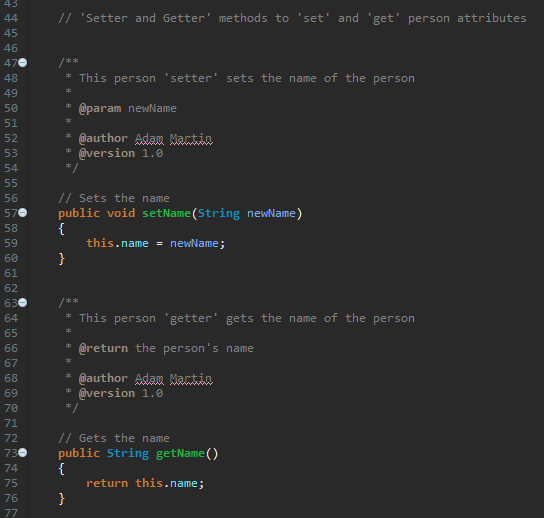 43
44 // 'Setter and Getter' methods to 'set' and 'get' person attributes
45
46
47 /**
48 * This person 'setter' sets the name of the person
49 *
50 * @param newName
51 *
52 * @author Adam Martin
53 * @version 1.0
54 */
55
56 // Sets the name
57 public void setName(String newName)
58 {
59 this.name = newName;
60 }
61
62
63 /**
64 * This person 'getter' gets the name of the person
65 *
66 * @return the person's name
67 *
68 * @author Adam Martin
69 * @version 1.0
70 */
71
72 // Gets the name
73 public String getName()
74 {
75 return this.name;
76 }
77